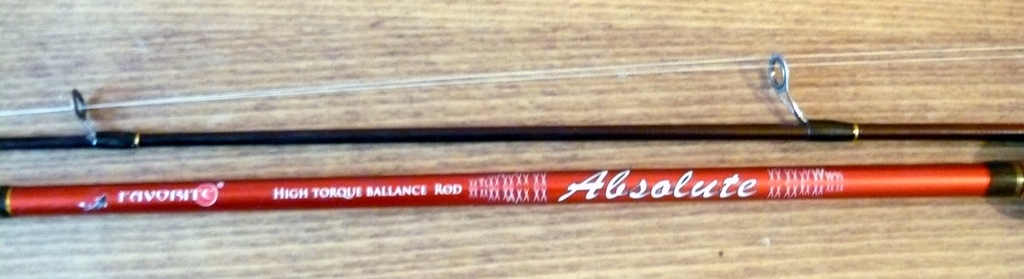 FAVORITE HIGH TORQUE BALLANCE ROD Absolute